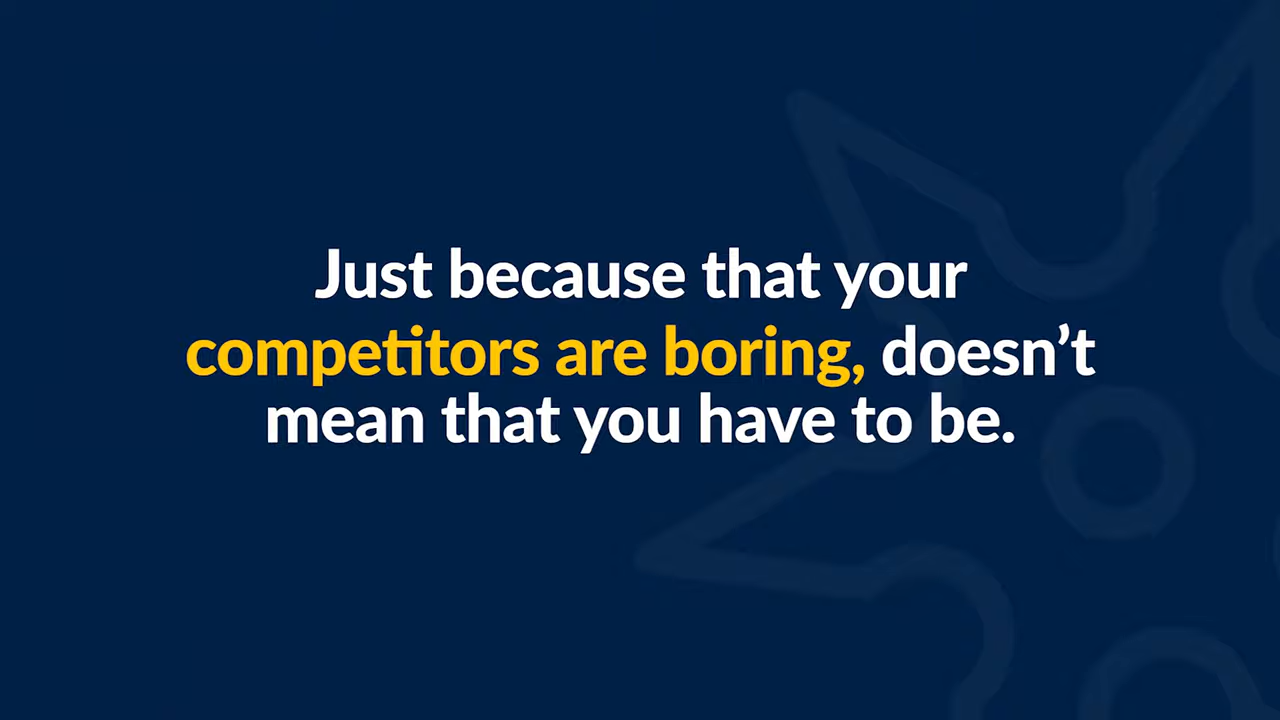 Just because that your
competitors are boring, doesn’t
mean that you have to be.